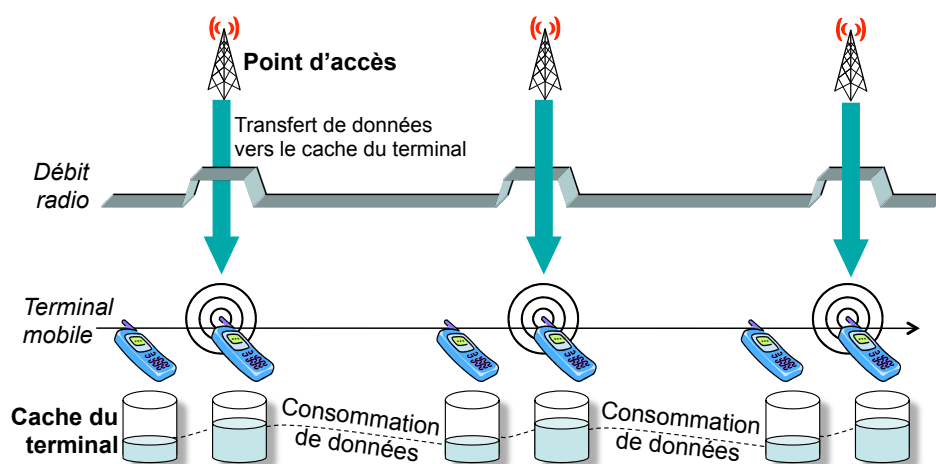 Point d'accès
Transfert de données
vers le cache du terminal
Débit
radio
Terminal
mobile
Cache du
terminal
Consommation
de données
Consommation
de données